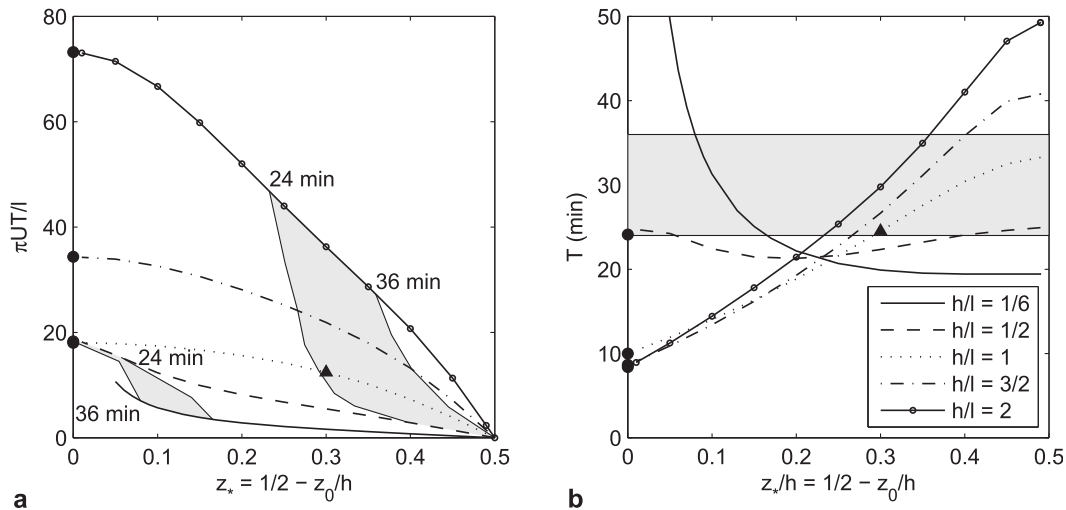 80
60
40
20
0
πUT/l
24 min
36 min
24 min
36 min
0
0.1
0.2
0.3
0.4
0.5
z* = 1/2 − z0/h
a
50
40
30
20
10
0
T (min)
h/l = 1/6
h/l = 1/2
h/l = 1
h/l = 3/2
h/l = 2
0
0.1
0.2
0.3
0.4
0.5
z*/h = 1/2 − z0/h
b